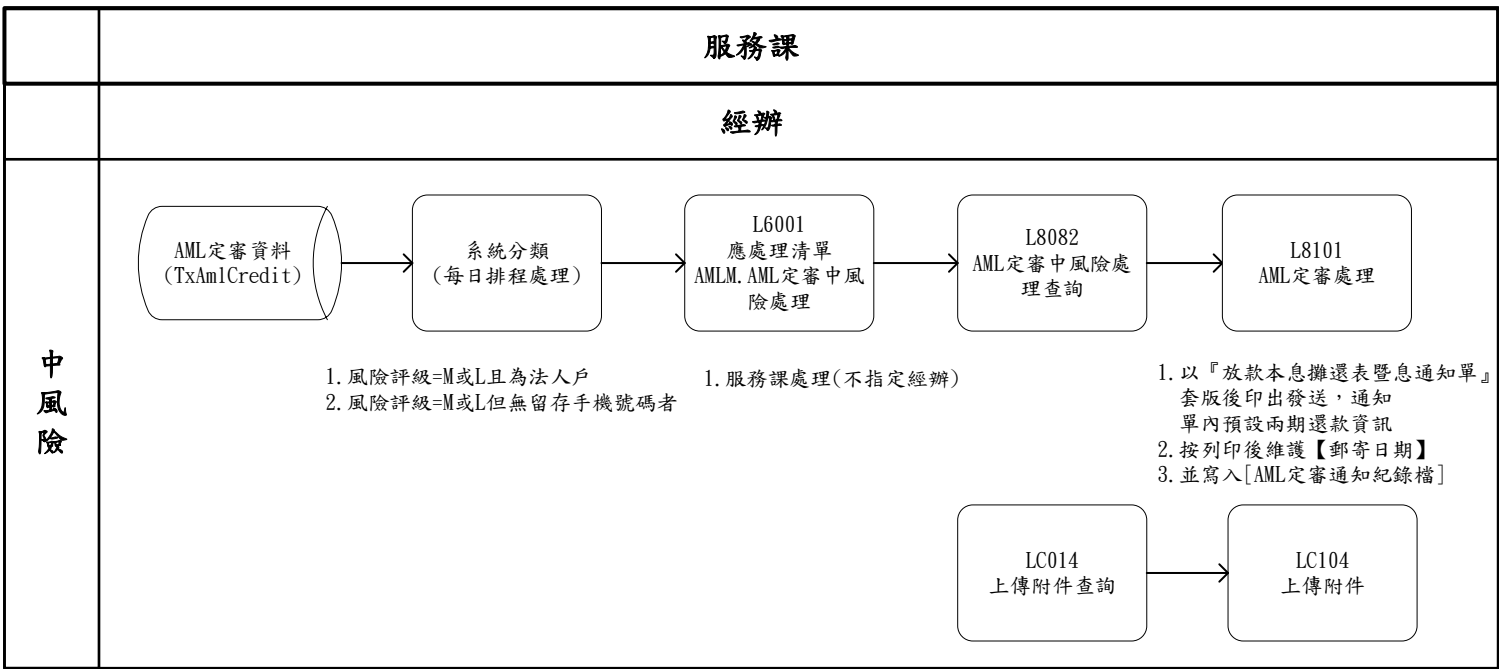 服務課
經辦
中
風
險
AML定審資料
(TxAmlCredit)
系統分類
(每日排程處理)
L6001
應處理清單
AMLM.AML定審中風
險處理
L8082
AML定審中風險處
理查詢
L8101
AML定審處理
1.風險評級=M或L且為法人戶
2.風險評級=M或L但無留存手機號碼者
1.服務課處理(不指定經辦)
1.以『放款本息攤還表暨息通知單』
套版後印出發送，通知
單內預設兩期還款資訊
2.按列印後維護【郵寄日期】
3.並寫入[AML定審通知紀錄檔]
LC014
上傳附件查詢
LC104
上傳附件